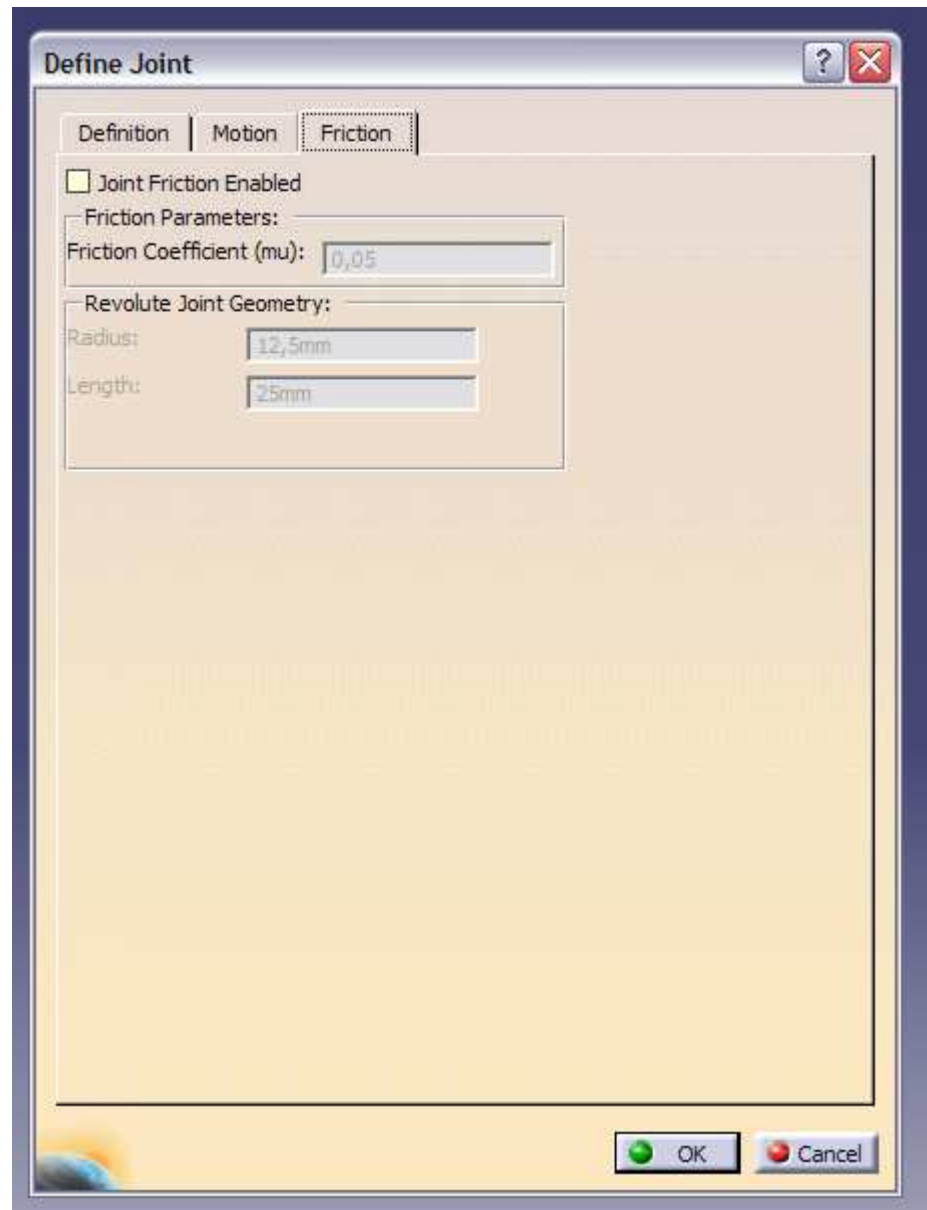 Define Joint
?
Definition Motion Friction
Joint Friction Enabled
Friction Parameters:
Friction Coefficient (mu): 0,05
Revolute Joint Geometry:
Radius: 12,5mm
Length: 25mm
OK Cancel